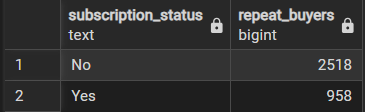 subscription_status repeat_buyers
text bigint
1 No 2518
2 Yes 958